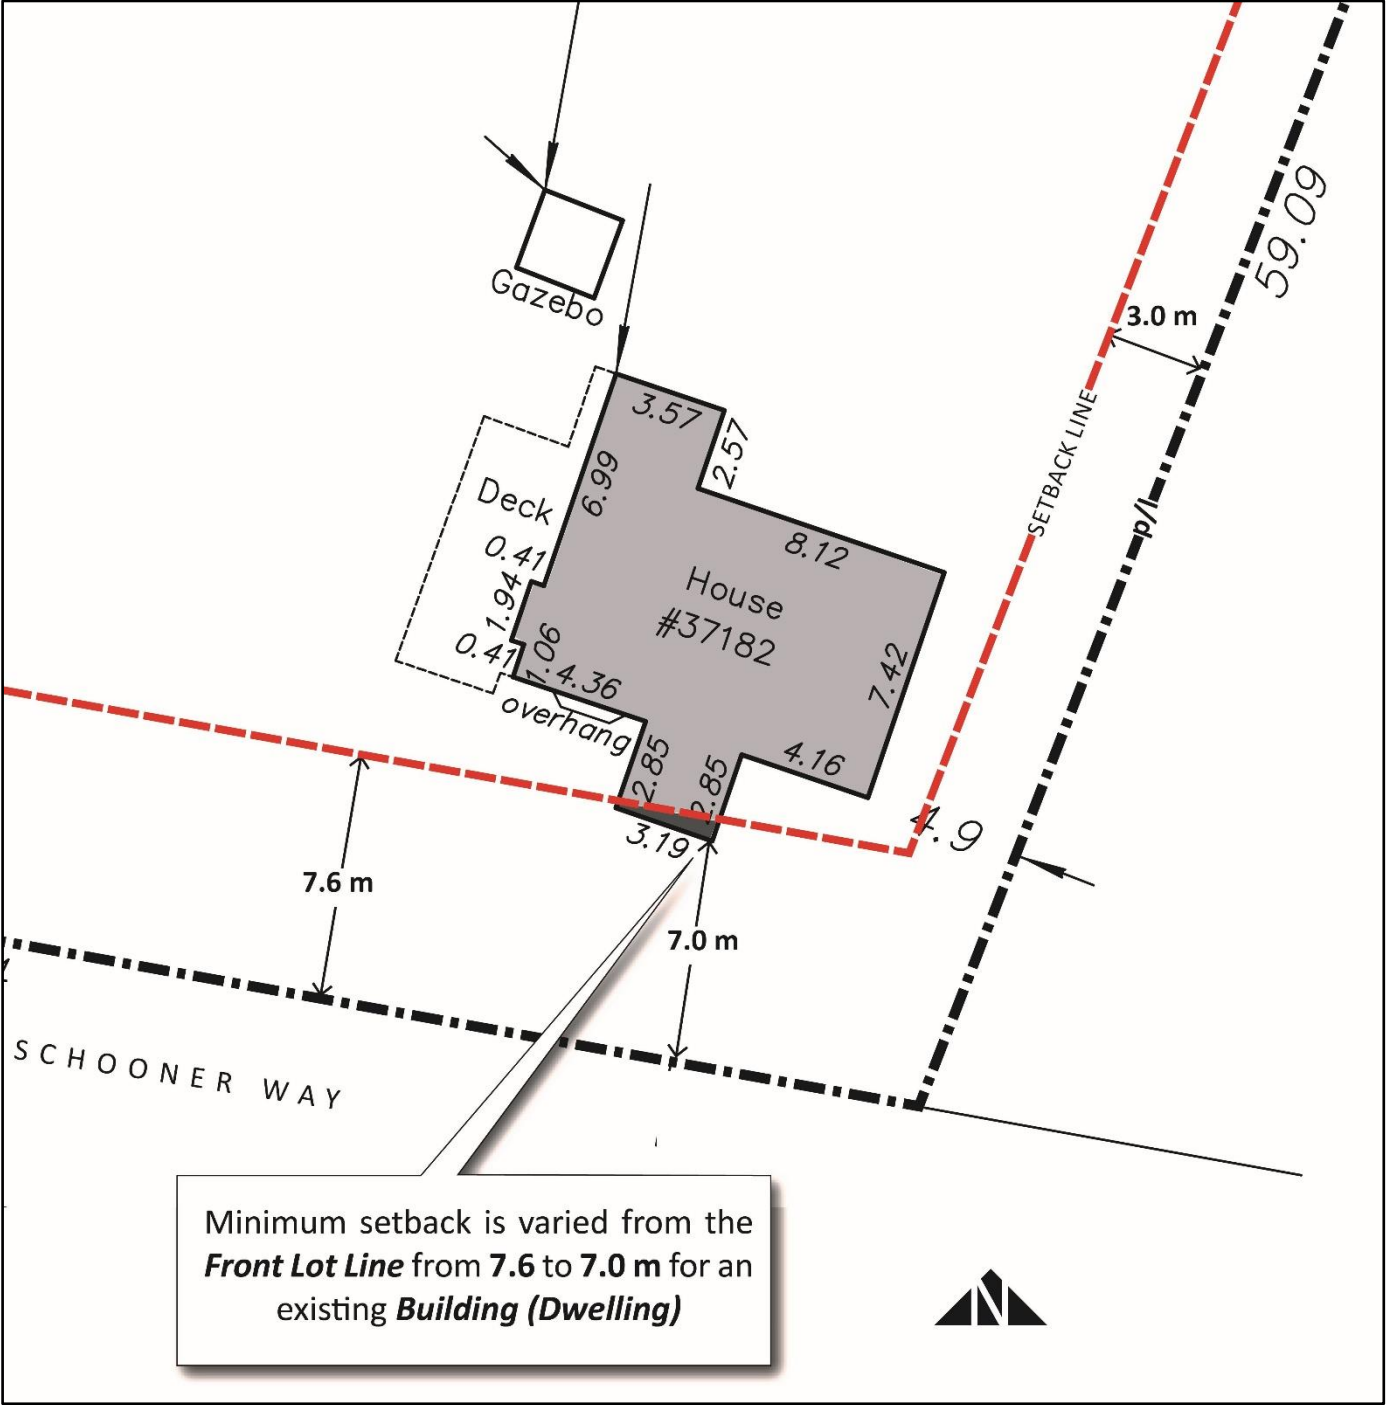 59.09
3.0 m
Gazebo
3.57
2.57
SETBACK LINE
6.99
Deck
p/l
0.41
8.12
House
#37182
1.94
0.41
1.06
4.36
7.42
overhang
2.85
2.85
4.16
3.19
4.9
7.6 m
7.0 m
SCHOONER WAY
Minimum setback is varied from the
Front Lot Line from 7.6 to 7.0 m for an
existing Building (Dwelling)
N